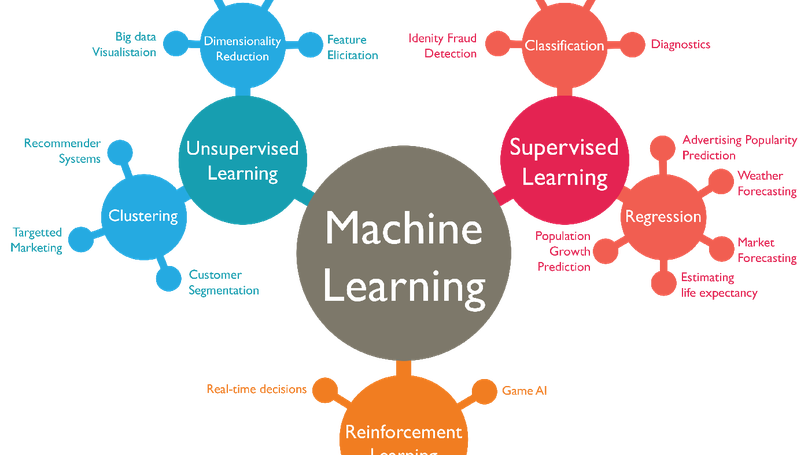 Big data
Visualistaion
Dimensionality
Reduction
Feature
Elicitation
Idenity Fraud
Detection
Classification
Diagnostics
Unsupervised
Learning
Supervised
Learning
Recommender
Systems
Clustering
Targetted
Marketing
Customer
Segmentation
Machine
Learning
Advertising Popularity
Prediction
Weather
Forecasting
Regression
Population
Growth
Prediction
Market
Forecasting
Estimating
life expectancy
Real-time decisions
Game AI
Reinforcement
Learning